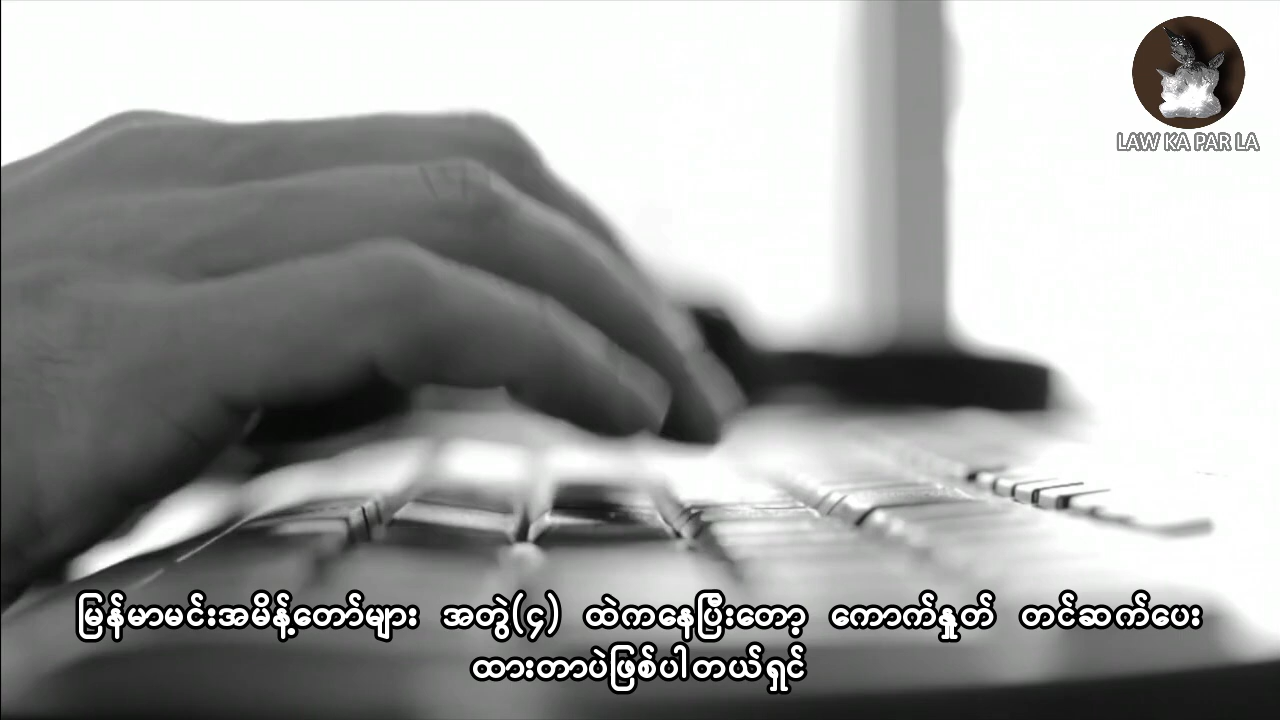 LAW KA PAR LA
မြန်မာမင်းအမိန့်တော်များ အတွဲ(၄) ထဲကနေပြီးတော့ ကောက်နှုတ် တင်ဆက်ပေး
ထားတာပဲဖြစ်ပါတယ်ရှင်